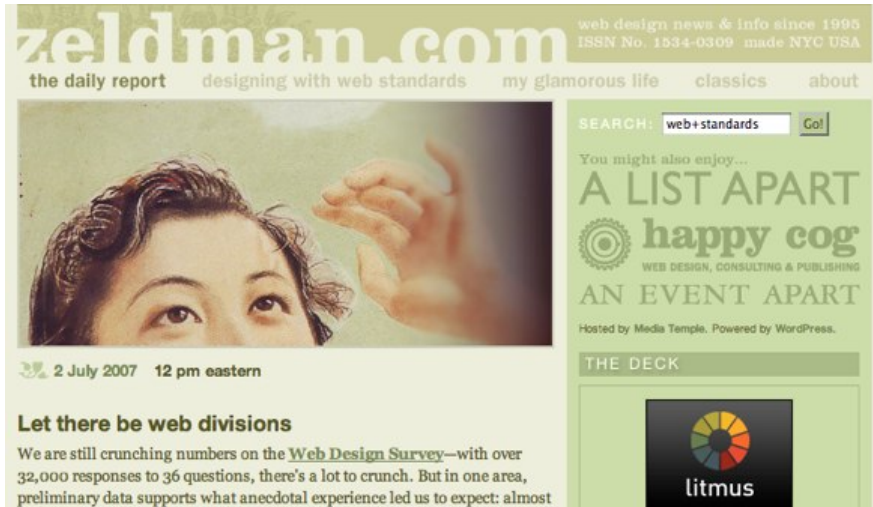 zeldman.com
web design news & info since 1995
ISSN No. 1534-0309 made NYC USA
the daily report designing with web standards my glamorous life classics about
SEARCH: web+standards Go!
You might also enjoy...
A LIST APART
happy cog
WEB DESIGN, CONSULTING & PUBLISHING
AN EVENT APART
Hosted by Media Temple. Powered by WordPress.
THE DECK
litmus
2 July 2007 12 pm eastern
Let there be web divisions
We are still crunching numbers on the Web Design Survey—with over
32,000 responses to 36 questions, there's a lot to crunch. But in one area,
preliminary data supports what anecdotal experience led us to expect: almost